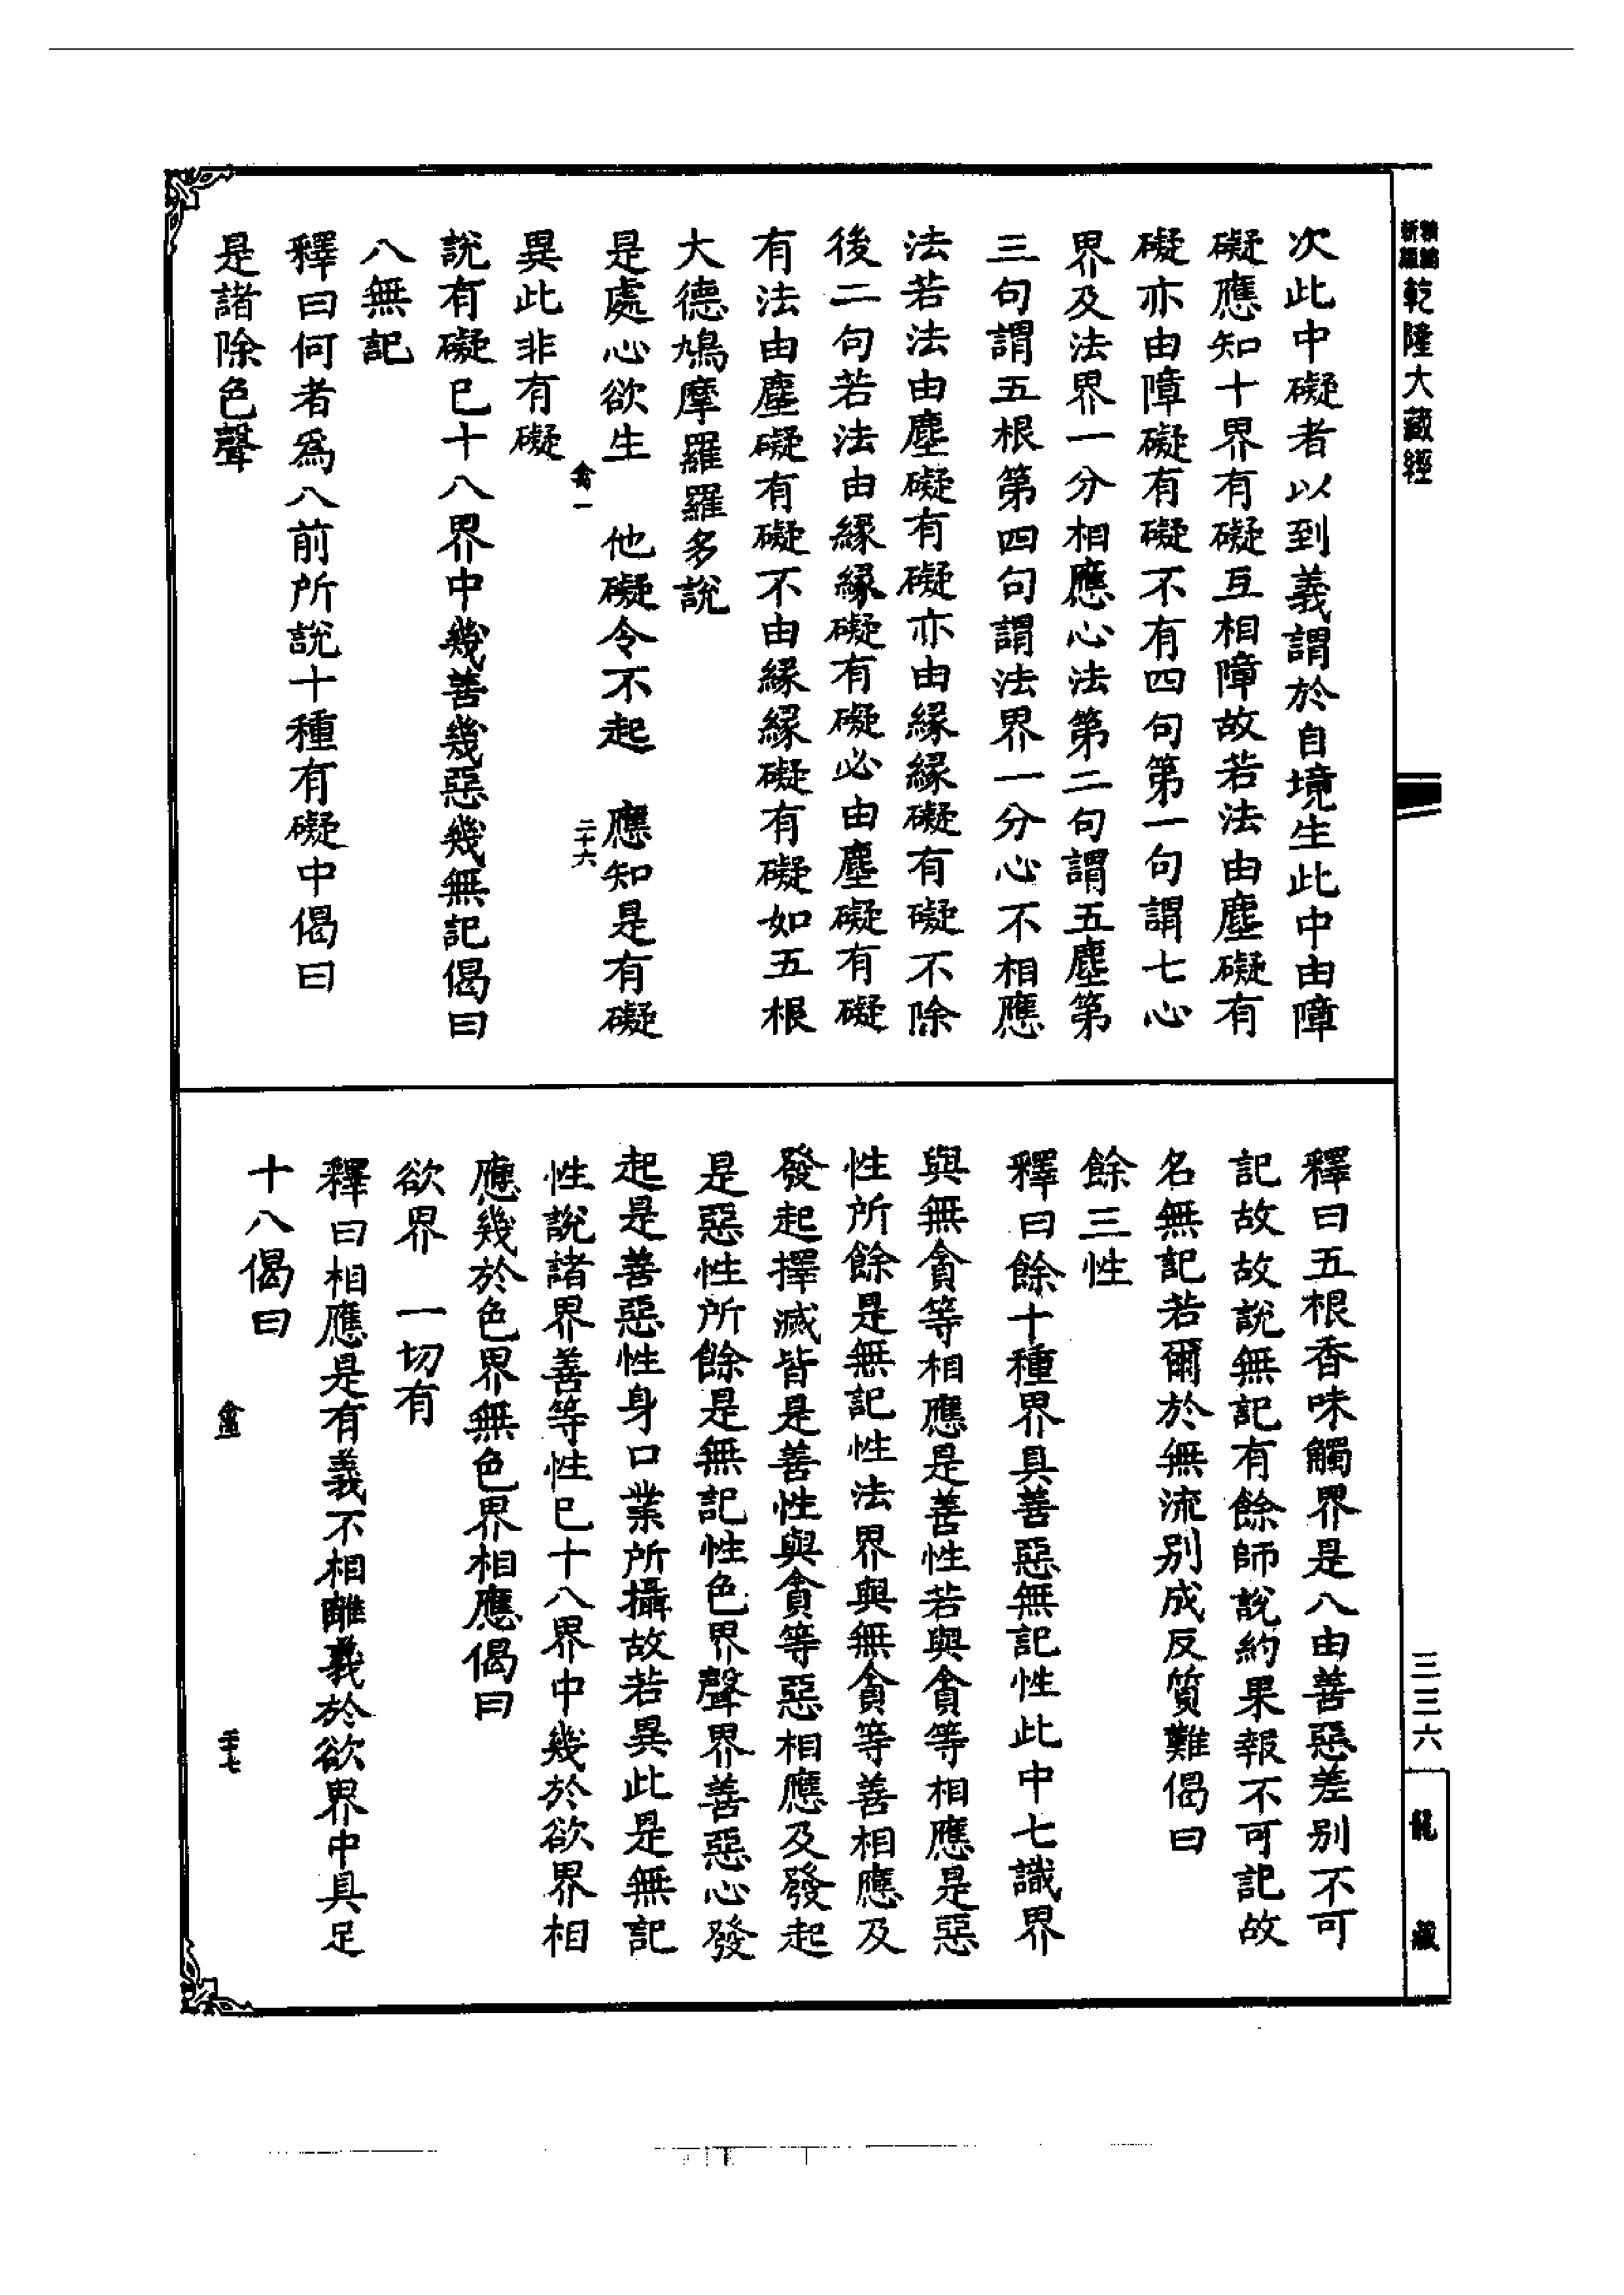 乾隆大藏經
次此中礙者以到義謂於自境生此中由障
礙應知十界有礙互相障故若法由塵礙有
礙亦由障礙有礙不有四句第一句謂七心
界及法界一分相應心法第二句謂五塵第
三句謂五根第四句謂法界一分心不相應
法若法由塵礙有礙亦由緣緣礙有礙不除
後二句若法由緣緣礙有礙必由塵礙有礙
有法由塵礙有礙不由緣緣礙有礙如五根
大德鳩摩羅羅多說
是處心欲生　他礙令不起　應知是有礙
禽一　二十六
異此非有礙
說有礙已十八界中幾善幾惡幾無記偈曰
八無記
釋曰何者為八前所說十種有礙中偈曰
是諸除色聲
釋曰五根香味觸界是八由善惡差別不可
記故故說無記有餘師說約果報不可記故
名無記若爾於無流別成反質難偈曰
餘三性
釋曰餘十種界具善惡無記性此中七識界
與無貪等相應是善性若與貪等相應是惡
性所餘是無記性法界與無貪等善相應及
發起擇滅皆是善性與貪等惡相應及發起
是惡性所餘是無記性色界聲界善惡心發
起是善惡性身口業所攝故若異此是無記
性說諸界善等性已十八界中幾於欲界相
應幾於色界無色界相應偈曰
欲界　一切有
釋曰相應是有義不相離義於欲界中具足
十八偈曰
三三六
龍藏